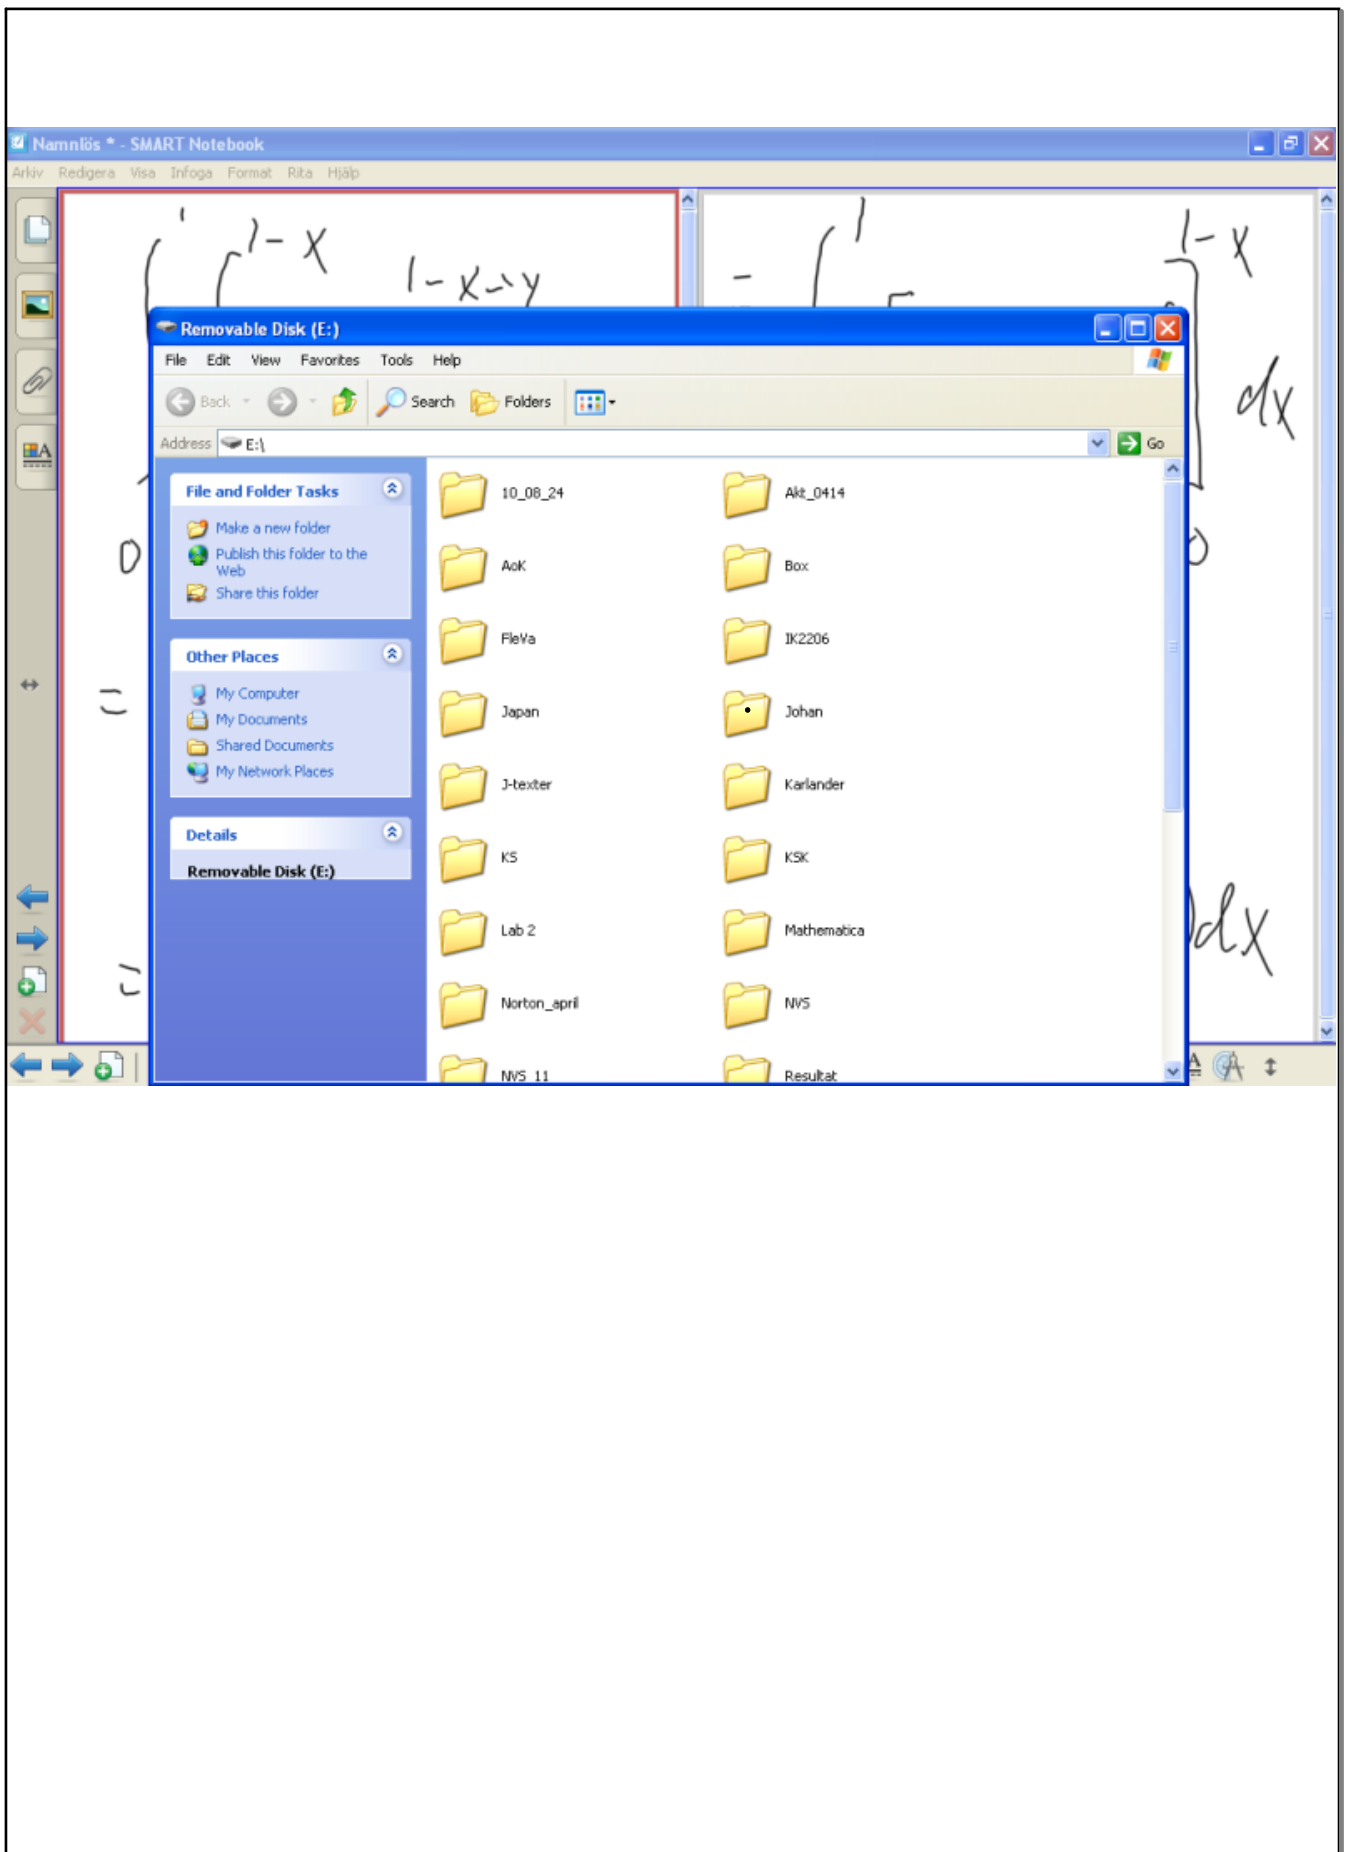 Namnlös * - SMART Notebook
Arkiv Redigera Visa Infoga Format Rita Hjälp
1 1-x
1-x-y
0
=
=
= 1 1-x
dx
0
dx
Removable Disk (E:)
File Edit View Favorites Tools Help
Back Search Folders
Address E:\ Go
File and Folder Tasks
Make a new folder
Publish this folder to the
Web
Share this folder
Other Places
My Computer
My Documents
Shared Documents
My Network Places
Details
Removable Disk (E:)
10_08_24 Akt_0414
AoK Box
FleVa IK2206
Japan Johan
J-texter Karlander
KS KSK
Lab 2 Mathematica
Norton_april NVS
NVS_11 Resultat